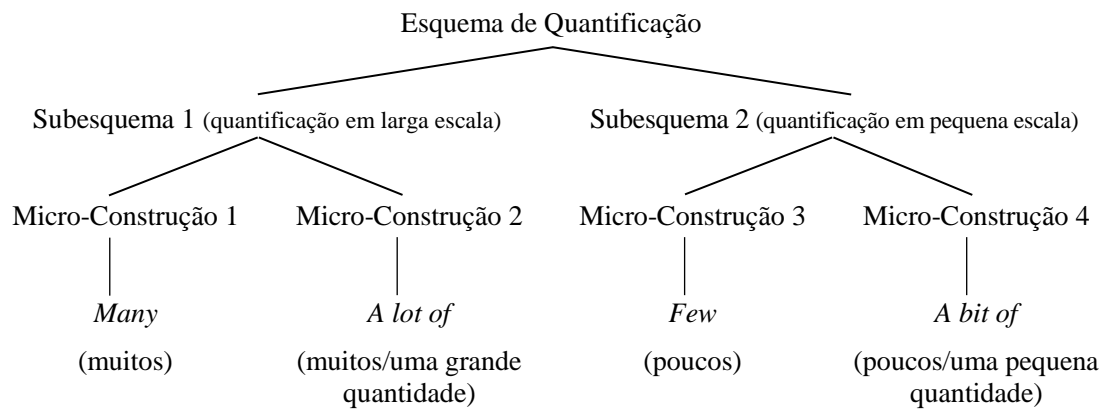 Esquema de Quantificação
Subesquema 1 (quantificação em larga escala)
Subesquema 2 (quantificação em pequena escala)
Micro-Construção 1
Micro-Construção 2
Micro-Construção 3
Micro-Construção 4
Many
A lot of
Few
A bit of
(muitos)
(muitos/uma grande
quantidade)
(poucos)
(poucos/uma pequena
quantidade)